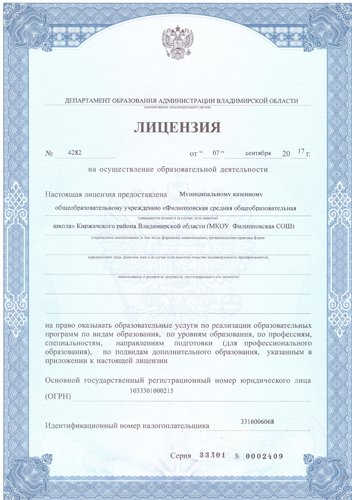 ДЕПАРТАМЕНТ ОБРАЗОВАНИЯ АДМИНИСТРАЦИИ ВЛАДИМИРСКОЙ ОБЛАСТИ
наименование лицензирующего органа
ЛИЦЕНЗИЯ
№ 4282 от “ 07 ” сентября 20 17 г.
на осуществление образовательной деятельности
Настоящая лицензия предоставлена Муниципальному казенному
общеобразовательному учреждению «Филипповская средняя общеобразовательная
(указываются полное и (в случае, если имеется)
школа» Киржачского района Владимирской области (МКОУ Филипповская СОШ)
сокращенное наименование (в том числе фирменное наименование), организационно-правовая форма
юридического лица, фамилия, имя и (в случае если имеется) отчество индивидуального предпринимателя,
наименование и реквизиты документа, удостоверяющего его личность)
на право оказывать образовательные услуги по реализации образовательных
программ по видам образования, по уровням образования, по профессиям,
специальностям, направлениям подготовки (для профессионального
образования), по подвидам дополнительного образования, указанным в
приложении к настоящей лицензии
Основной государственный регистрационный номер юридического лица
(ОГРН) 1033301000215
Идентификационный номер налогоплательщика 3316006068
Серия 33Л01 № 0002409